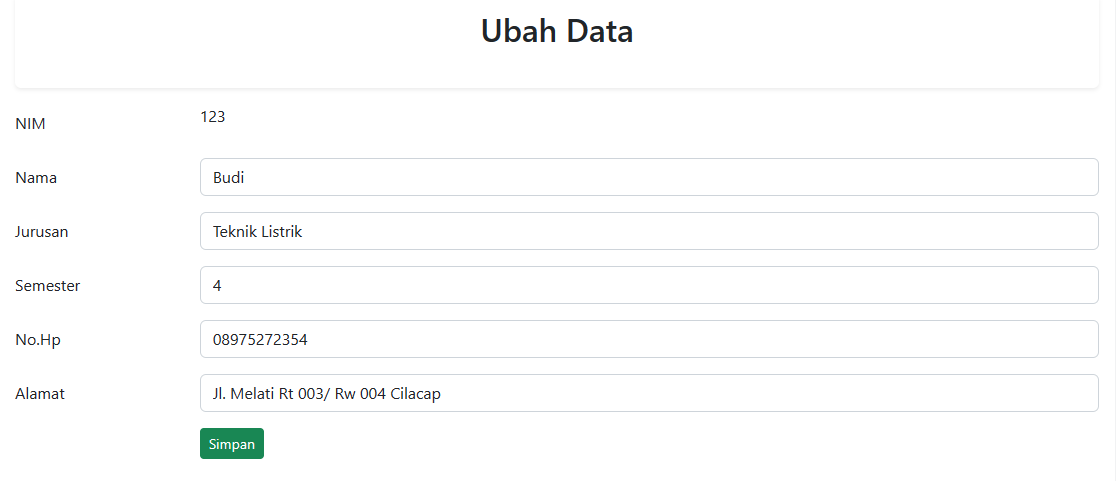 Ubah Data
NIM 123
Nama Budi
Jurusan Teknik Listrik
Semester 4
No.Hp 08975272354
Alamat Jl. Melati Rt 003/ Rw 004 Cilacap
Simpan